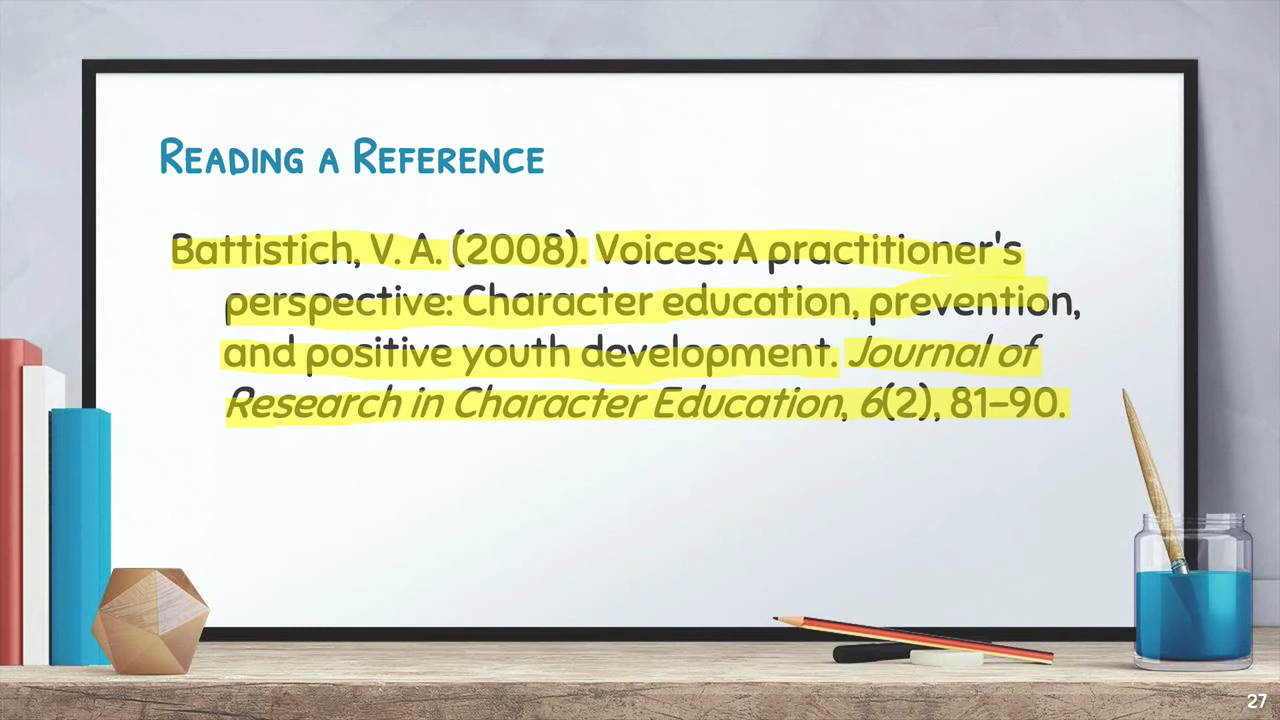 Reading a Reference
Battistich, V. A. (2008). Voices: A practitioner's
perspective: Character education, prevention,
and positive youth development. Journal of
Research in Character Education, 6(2), 81–90.
27